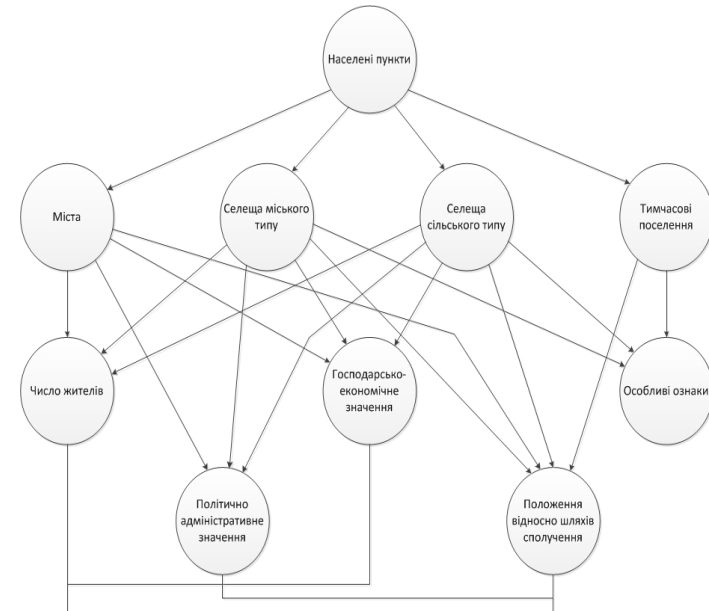 Населені пункти
Міста
Селеща міського
типу
Селеща
сільського типу
Тимчасові
поселення
Число жителів
Господарсько-
економічне
значення
Особливі ознаки
Політично
адміністративне
значення
Положення
відносно шляхів
сполучення